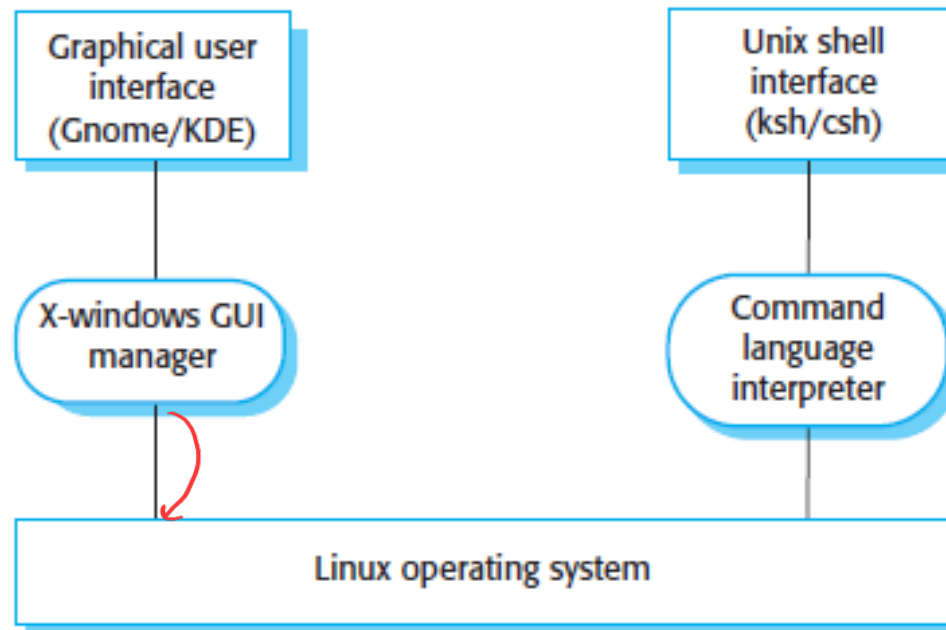 Graphical user
interface
(Gnome/KDE)
Unix shell
interface
(ksh/csh)
X-windows GUI
manager
Command
language
interpreter
Linux operating system